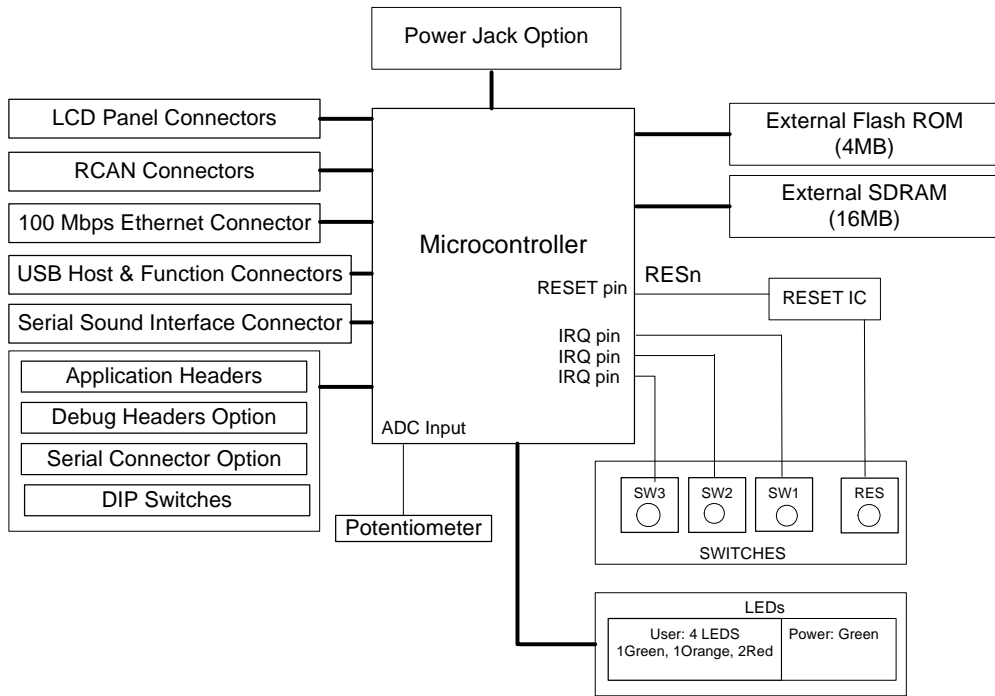 Power Jack Option
LCD Panel Connectors
RCAN Connectors
100 Mbps Ethernet Connector
USB Host & Function Connectors
Serial Sound Interface Connector
Application Headers
Debug Headers Option
Serial Connector Option
DIP Switches
Microcontroller
RESET pin
IRQ pin
IRQ pin
IRQ pin
ADC Input
Potentiometer
External Flash ROM
(4MB)
External SDRAM
(16MB)
RESn
RESET IC
SW3
SW2
SW1
RES
SWITCHES
LEDs
User: 4 LEDS
1Green, 1Orange, 2Red
Power: Green